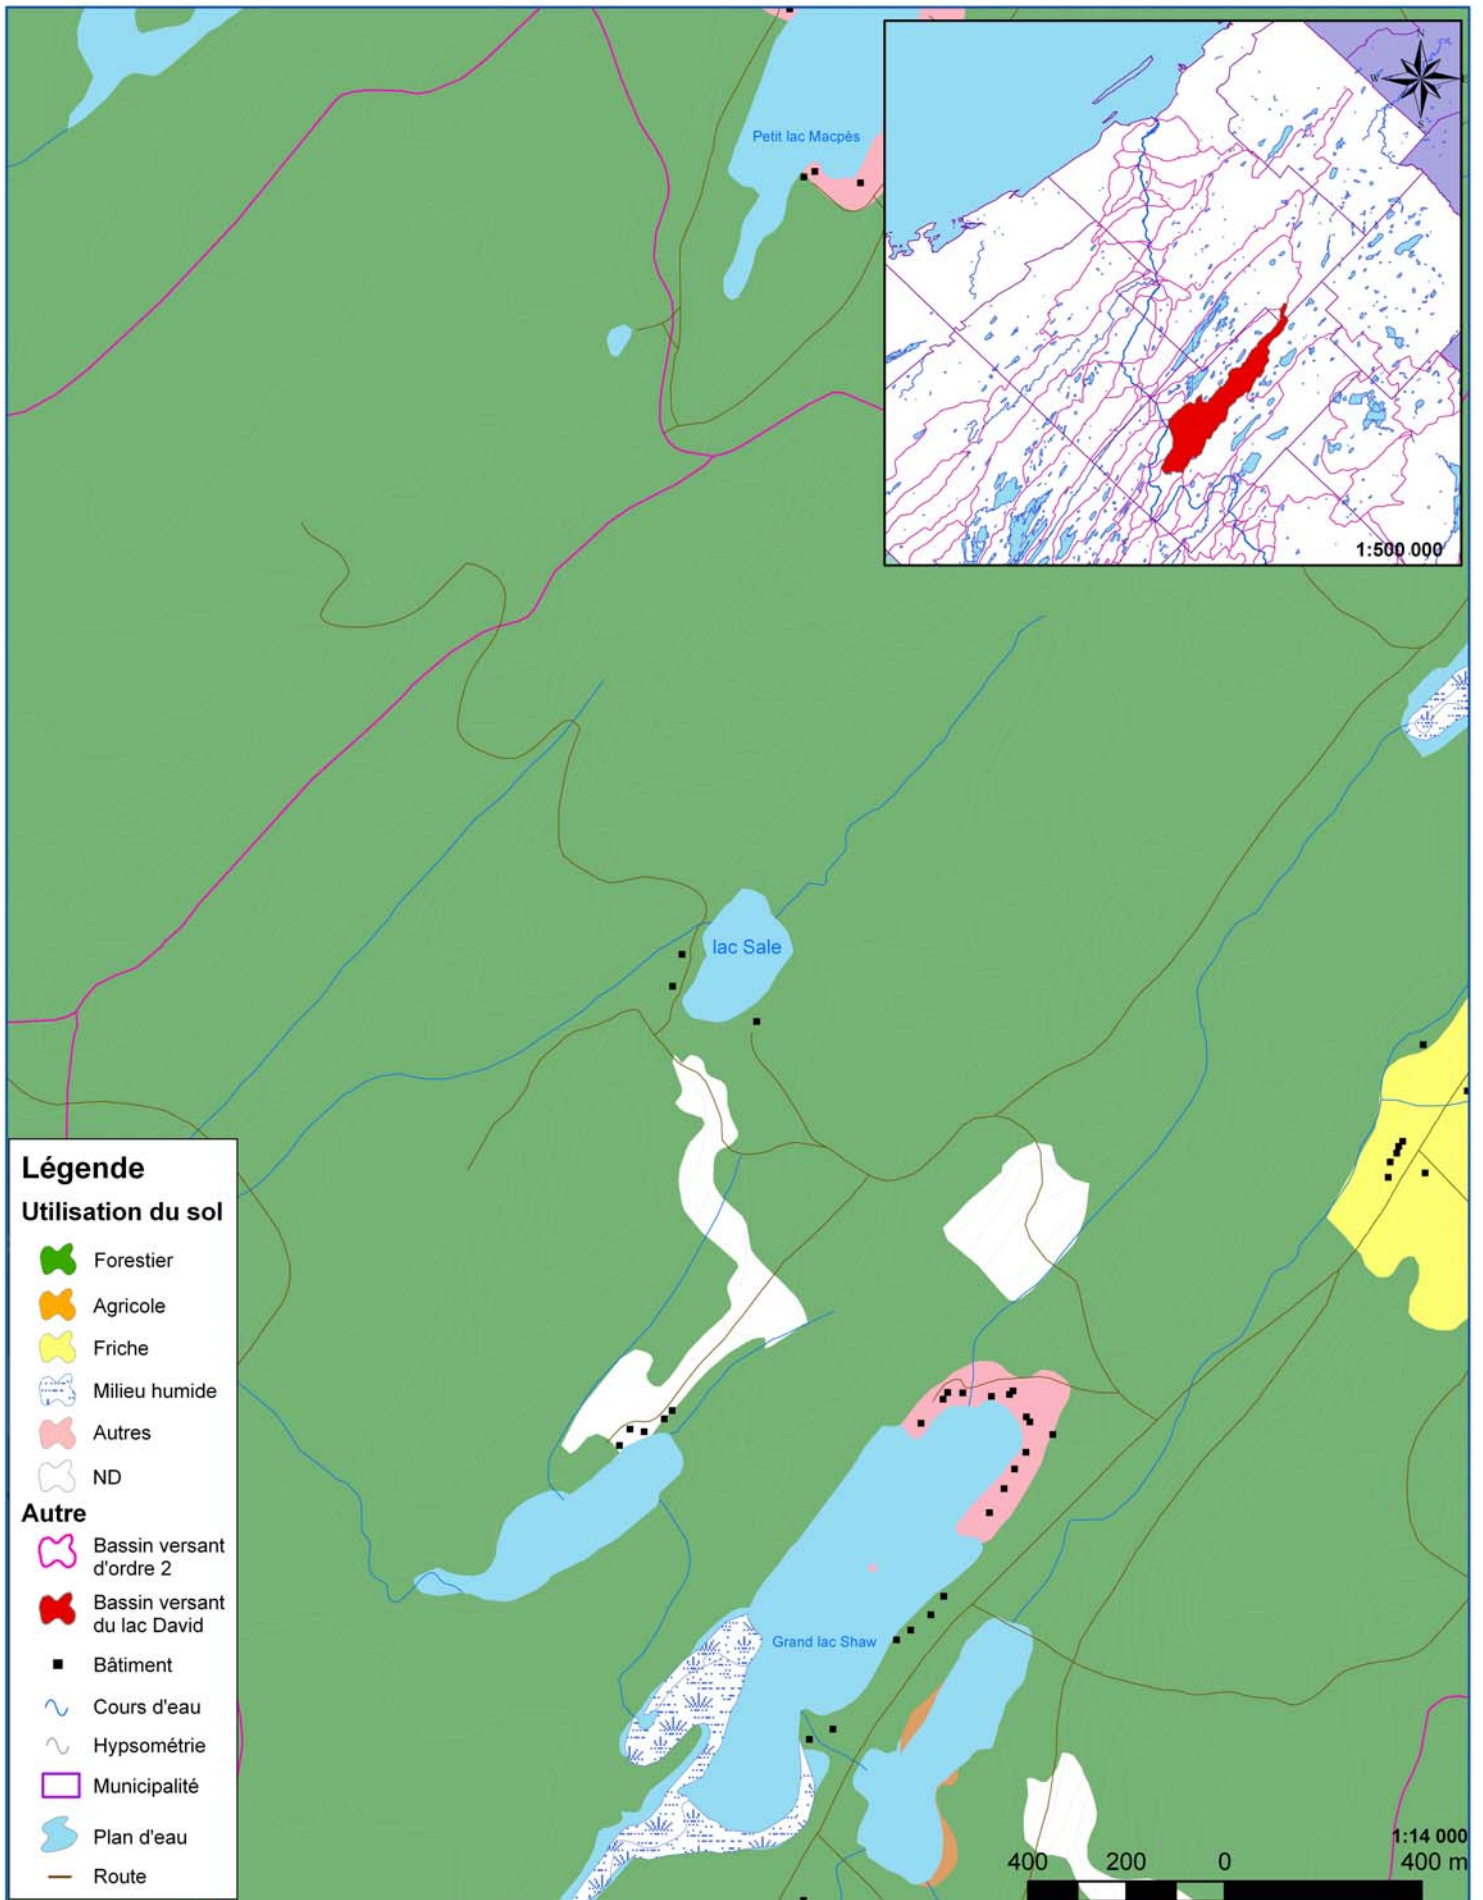 Petit lac Macpès
N
W
E
S
1:500 000
lac Sale
Grand lac Shaw
Légende
Utilisation du sol
Forestier
Agricole
Friche
Milieu humide
Autres
ND
Autre
Bassin versant
d'ordre 2
Bassin versant
du lac David
Bâtiment
Cours d'eau
Hypsométrie
Municipalité
Plan d'eau
Route
1:14 000
400 200 0 400 m